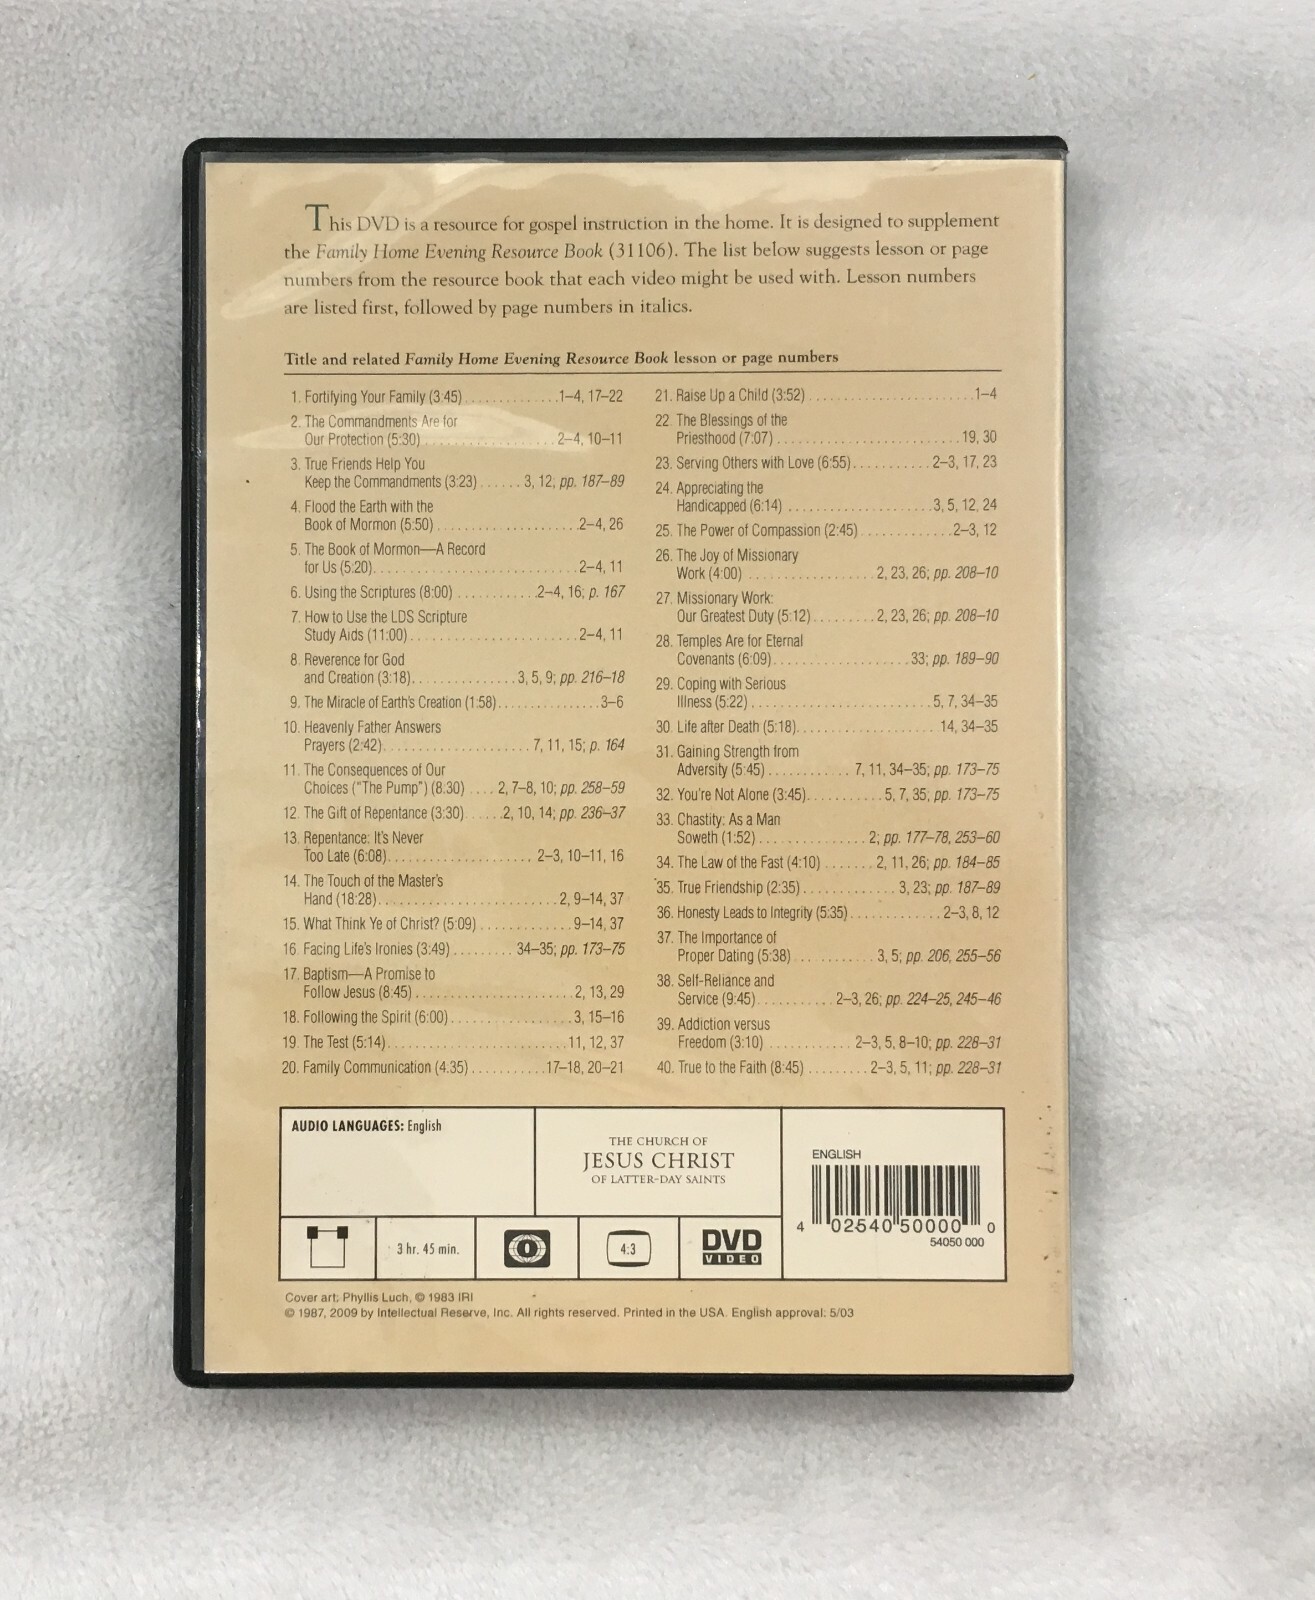 This DVD is a resource for gospel instruction in the home. It is designed to supplement
the Family Home Evening Resource Book (31106). The list below suggests lesson or page
numbers from the resource book that each video might be used with. Lesson numbers
are listed first, followed by page numbers in italics.
Title and related Family Home Evening Resource Book lesson or page numbers
1. Fortifying Your Family (3:45) .............1–4, 17–22
2. The Commandments Are for
Our Protection (5:30) .................. 2–4, 10–11
3. True Friends Help You
Keep the Commandments (3:23) ...... 3, 12; pp. 187–89
4. Flood the Earth with the
Book of Mormon (5:50) ....................2–4, 26
5. The Book of Mormon—A Record
for Us (5:20)............................2–4, 11
6. Using the Scriptures (8:00) ...........2–4, 16; p. 167
7. How to Use the LDS Scripture
Study Aids (11:00)........................2–4, 11
8. Reverence for God
and Creation (3:18)..............3, 5, 9; pp. 216–18
9. The Miracle of Earth's Creation (1:58)..............3–6
10. Heavenly Father Answers
Prayers (2:42)....................7, 11, 15; p. 164
11. The Consequences of Our
Choices ("The Pump") (8:30) ....2, 7–8, 10; pp. 258–59
12. The Gift of Repentance (3:30)......2, 10, 14; pp. 236–37
13. Repentance: It's Never
Too Late (6:08)....................2–3, 10–11, 16
14. The Touch of the Master's
Hand (18:28).........................2, 9–14, 37
15. What Think Ye of Christ? (5:09) .............9–14, 37
16. Facing Life's Ironies (3:49)......... 34–35; pp. 173–75
17. Baptism—A Promise to
Follow Jesus (8:45) ......................2, 13, 29
18. Following the Spirit (6:00).................3, 15–16
19. The Test (5:14).........................11, 12, 37
20. Family Communication (4:35) ..........17–18, 20–21
21. Raise Up a Child (3:52) .......................1–4
22. The Blessings of the
Priesthood (7:07) .........................19, 30
23. Serving Others with Love (6:55)........... 2–3, 17, 23
24. Appreciating the
Handicapped (6:14) ....................3, 5, 12, 24
25. The Power of Compassion (2:45).............2–3, 12
26. The Joy of Missionary
Work (4:00) .................2, 23, 26; pp. 208–10
27. Missionary Work:
Our Greatest Duty (5:12).........2, 23, 26; pp. 208–10
28. Temples Are for Eternal
Covenants (6:09)...................33; pp. 189–90
29. Coping with Serious
Illness (5:22) .........................5, 7, 34–35
30. Life after Death (5:18)................... 14, 34–35
31. Gaining Strength from
Adversity (5:45) ...........7, 11, 34–35; pp. 173–75
32. You're Not Alone (3:45)...........5, 7, 35; pp. 173–75
33. Chastity: As a Man
Soweth (1:52)...............2; pp. 177–78, 253–60
34. The Law of the Fast (4:10) .......2, 11, 26; pp. 184–85
35. True Friendship (2:35).............3, 23; pp. 187–89
36. Honesty Leads to Integrity (5:35).............2–3, 8, 12
37. The Importance of
Proper Dating (5:38) ...........3, 5; pp. 206, 255–56
38. Self-Reliance and
Service (9:45)...........2–3, 26; pp. 224–25, 245–46
39. Addiction versus
Freedom (3:10) ...........2–3, 5, 8–10; pp. 228–31
40. True to the Faith (8:45) .........2–3, 5, 11; pp. 228–31
AUDIO LANGUAGES: English
THE CHURCH OF
JESUS CHRIST
OF LATTER-DAY SAINTS
ENGLISH
4 02540 50000 0
54050 000
3 hr. 45 min.
0
4:3
DVD
VIDEO
Cover art: Phyllis Luch, © 1983 IRI
© 1987, 2009 by Intellectual Reserve, Inc. All rights reserved. Printed in the USA. English approval: 5/03